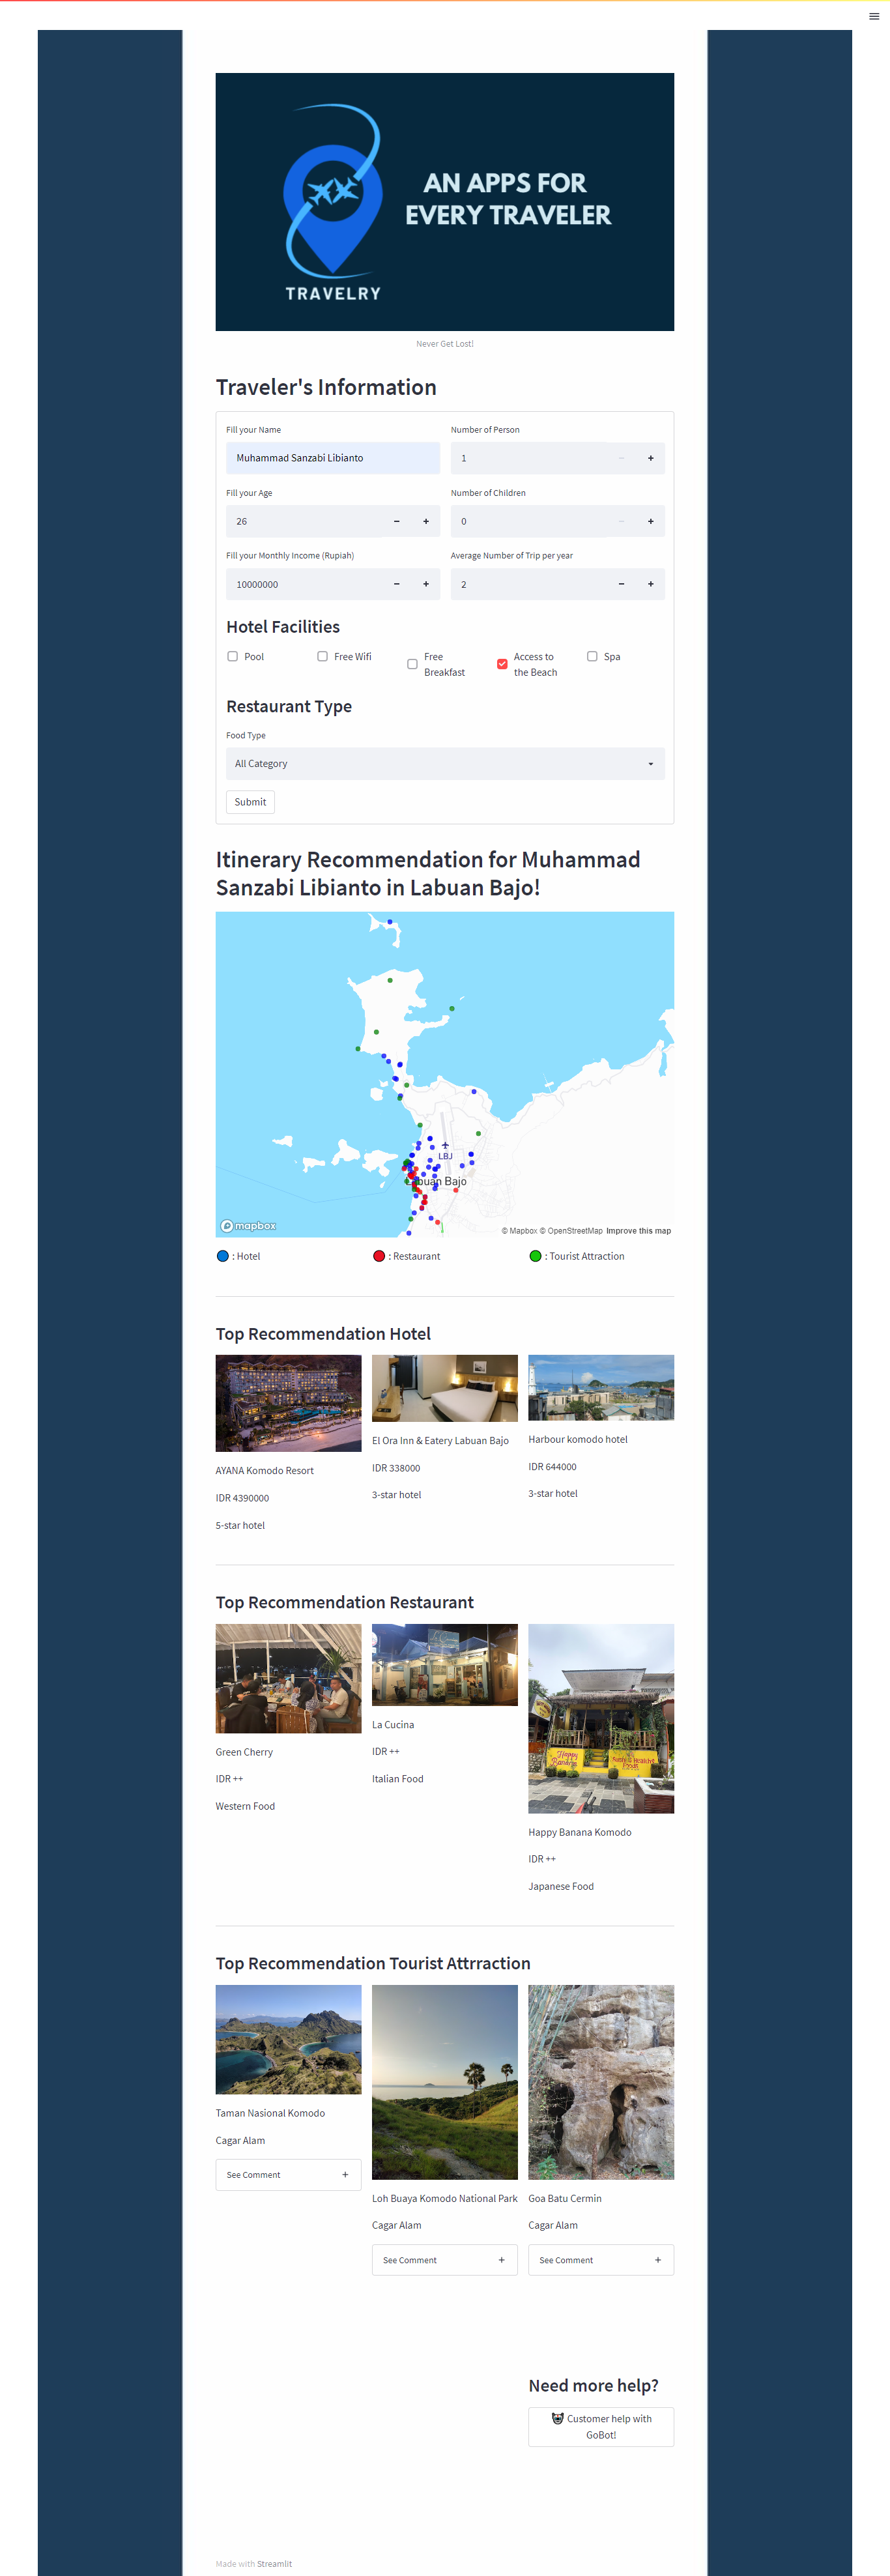 AN APPS FOR
EVERY TRAVELER
TRAVELRY
Never Get Lost!
Traveler's Information
Fill your Name
Number of Person
Muhammad Sanzabi Libianto
1
Fill your Age
Number of Children
26
0
Fill your Monthly Income (Rupiah)
Average Number of Trip per year
10000000
2
Hotel Facilities
Pool
Free Wifi
Free
Breakfast
Access to
the Beach
Spa
Restaurant Type
Food Type
All Category
Submit
Itinerary Recommendation for Muhammad
Sanzabi Libianto in Labuan Bajo!
LBJ
Labuan Bajo
mapbox
© Mapbox © OpenStreetMap Improve this map
: Hotel
: Restaurant
: Tourist Attraction
Top Recommendation Hotel
AYANA Komodo Resort
IDR 4390000
5-star hotel
El Ora Inn & Eatery Labuan Bajo
IDR 338000
3-star hotel
Harbour komodo hotel
IDR 644000
3-star hotel
Top Recommendation Restaurant
Green Cherry
IDR ++
Western Food
La Cucina
IDR ++
Italian Food
Happy
Banana
Happy Banana Komodo
IDR ++
Japanese Food
Top Recommendation Tourist Attrraction
Taman Nasional Komodo
Cagar Alam
See Comment
Loh Buaya Komodo National Park
Cagar Alam
See Comment
Goa Batu Cermin
Cagar Alam
See Comment
Need more help?
Customer help with
GoBot!
Made with Streamlit